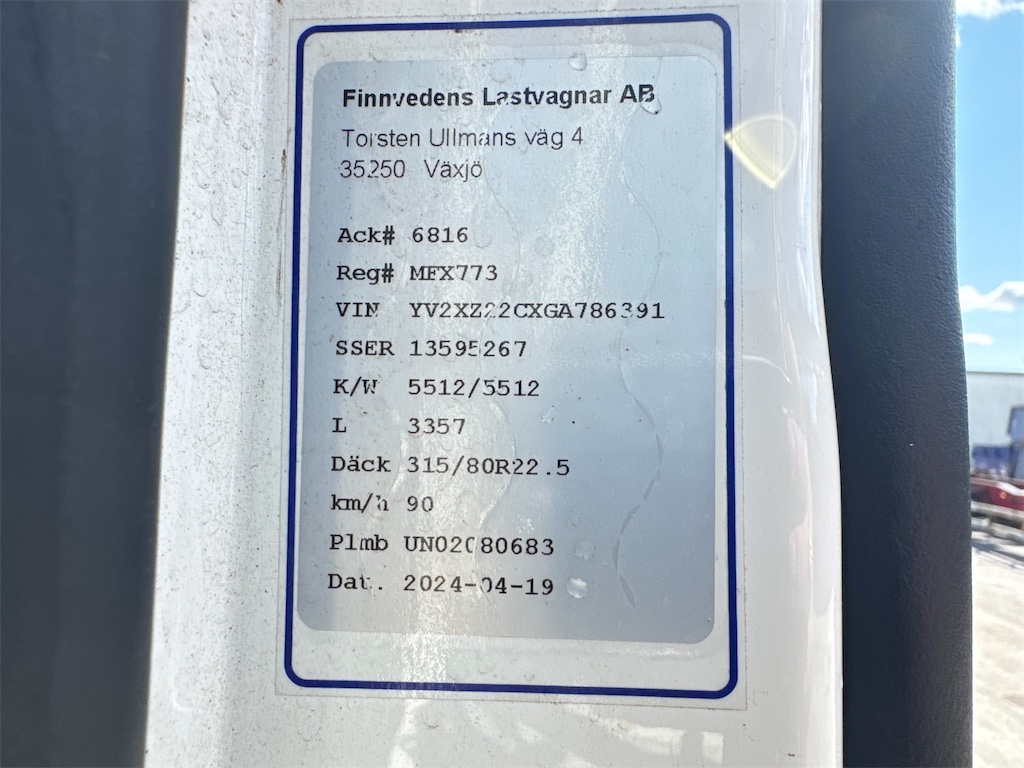 Finnvedens Lastvagnar AB
Torsten Ullmans väg 4
35250 Växjö
Ack# 6816
Reg# MFX773
VIN YV2XZ22CXGA786391
SSER 13595267
K/W 5512/5512
L 3357
Däck 315/80R22.5
km/h 90
Plmb UN02080683
Dat. 2024-04-19